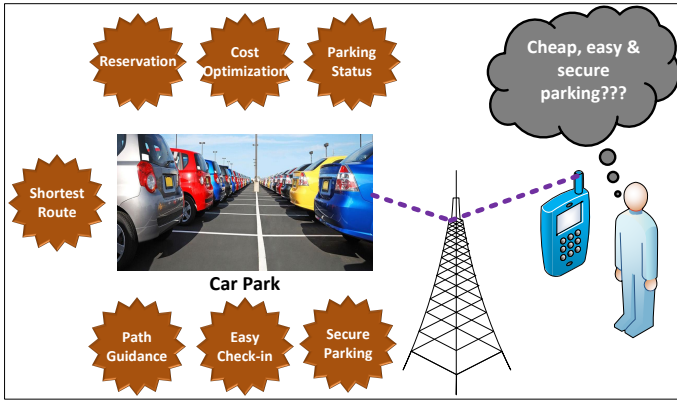 Reservation
Cost
Optimization
Parking
Status
Cheap, easy &
secure
parking???
Shortest
Route
Car Park
Path
Guidance
Easy
Check-in
Secure
Parking